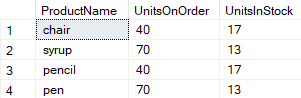 ProductName UnitsOnOrder UnitsInStock
1 chair 40 17
2 syrup 70 13
3 pencil 40 17
4 pen 70 13